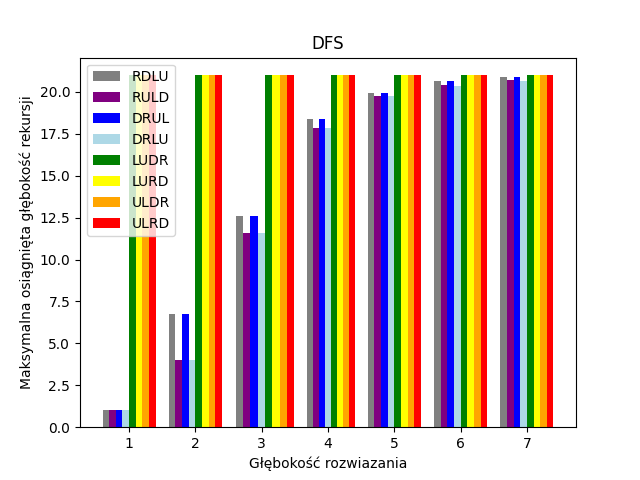 DFS
Maksymalna osiągnięta głębokość rekursji
20.0
17.5
15.0
12.5
10.0
7.5
5.0
2.5
0.0
RDLU
RULD
DRUL
DRLU
LUDR
LURD
ULDR
ULRD
1 2 3 4 5 6 7
Głębokość rozwiazania